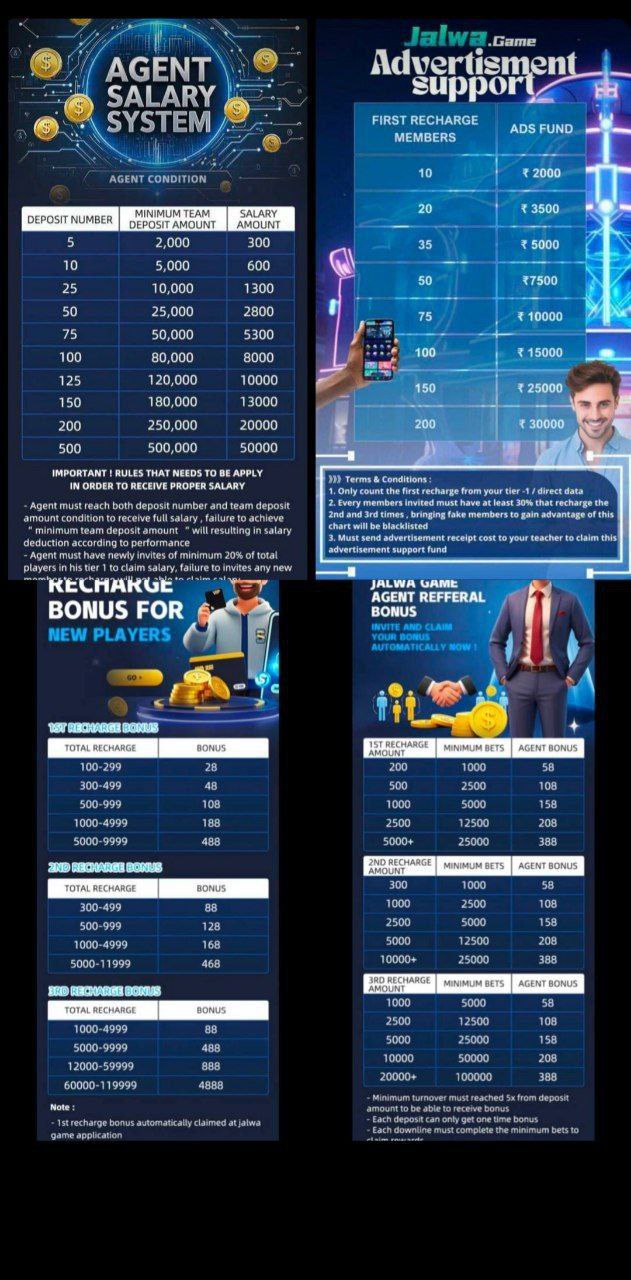 AGENT
SALARY
SYSTEM
AGENT CONDITION
DEPOSIT NUMBER MINIMUM TEAM DEPOSIT AMOUNT SALARY AMOUNT
5 2,000 300
10 5,000 600
25 10,000 1300
50 25,000 2800
75 50,000 5300
100 80,000 8000
125 120,000 10000
150 180,000 13000
200 250,000 20000
500 500,000 50000
IMPORTANT ! RULES THAT NEEDS TO BE APPLY
IN ORDER TO RECEIVE PROPER SALARY
- Agent must reach both deposit number and team deposit
amount condition to receive full salary , failure to achieve
" minimum team deposit amount " will resulting in salary
deduction according to performance
- Agent must have newly invites of minimum 20% of total
players in his tier 1 to claim salary, failure to invites any new
member to recharge will not able to claim salary
Jalwa.Game
Advertisment
support
FIRST RECHARGE MEMBERS ADS FUND
10 ₹ 2000
20 ₹ 3500
35 ₹ 5000
50 ₹7500
75 ₹ 10000
100 ₹ 15000
150 ₹ 25000
200 ₹ 30000
⟫⟫⟫ Terms & Conditions :
1. Only count the first recharge from your tier -1 / direct data
2. Every members invited must have at least 30% that recharge the
2nd and 3rd times , bringing fake members to gain advantage of this
chart will be blacklisted
3. Must send advertisement receipt cost to your teacher to claim this
advertisement support fund
RECHARGE
BONUS FOR
NEW PLAYERS
GO >
1ST RECHARGE BONUS
TOTAL RECHARGE BONUS
100-299 28
300-499 48
500-999 108
1000-4999 188
5000-9999 488
2ND RECHARGE BONUS
TOTAL RECHARGE BONUS
300-499 88
500-999 128
1000-4999 168
5000-11999 468
3RD RECHARGE BONUS
TOTAL RECHARGE BONUS
1000-4999 88
5000-9999 488
12000-59999 888
60000-119999 4888
Note :
- 1st recharge bonus automatically claimed at jalwa
game application
JALWA GAME
AGENT REFFERAL
BONUS
INVITE AND CLAIM
YOUR BONUS
AUTOMATICALLY NOW !
1ST RECHARGE AMOUNT MINIMUM BETS AGENT BONUS
200 1000 58
500 2500 108
1000 5000 158
2500 12500 208
5000+ 25000 388
2ND RECHARGE AMOUNT MINIMUM BETS AGENT BONUS
300 1000 58
1000 2500 108
2500 5000 158
5000 12500 208
10000+ 25000 388
3RD RECHARGE AMOUNT MINIMUM BETS AGENT BONUS
1000 5000 58
2500 12500 108
5000 25000 158
10000 50000 208
20000+ 100000 388
- Minimum turnover must reached 5x from deposit
amount to be able to receive bonus
- Each deposit can only get one time bonus
- Each downline must complete the minimum bets to
claim rewards